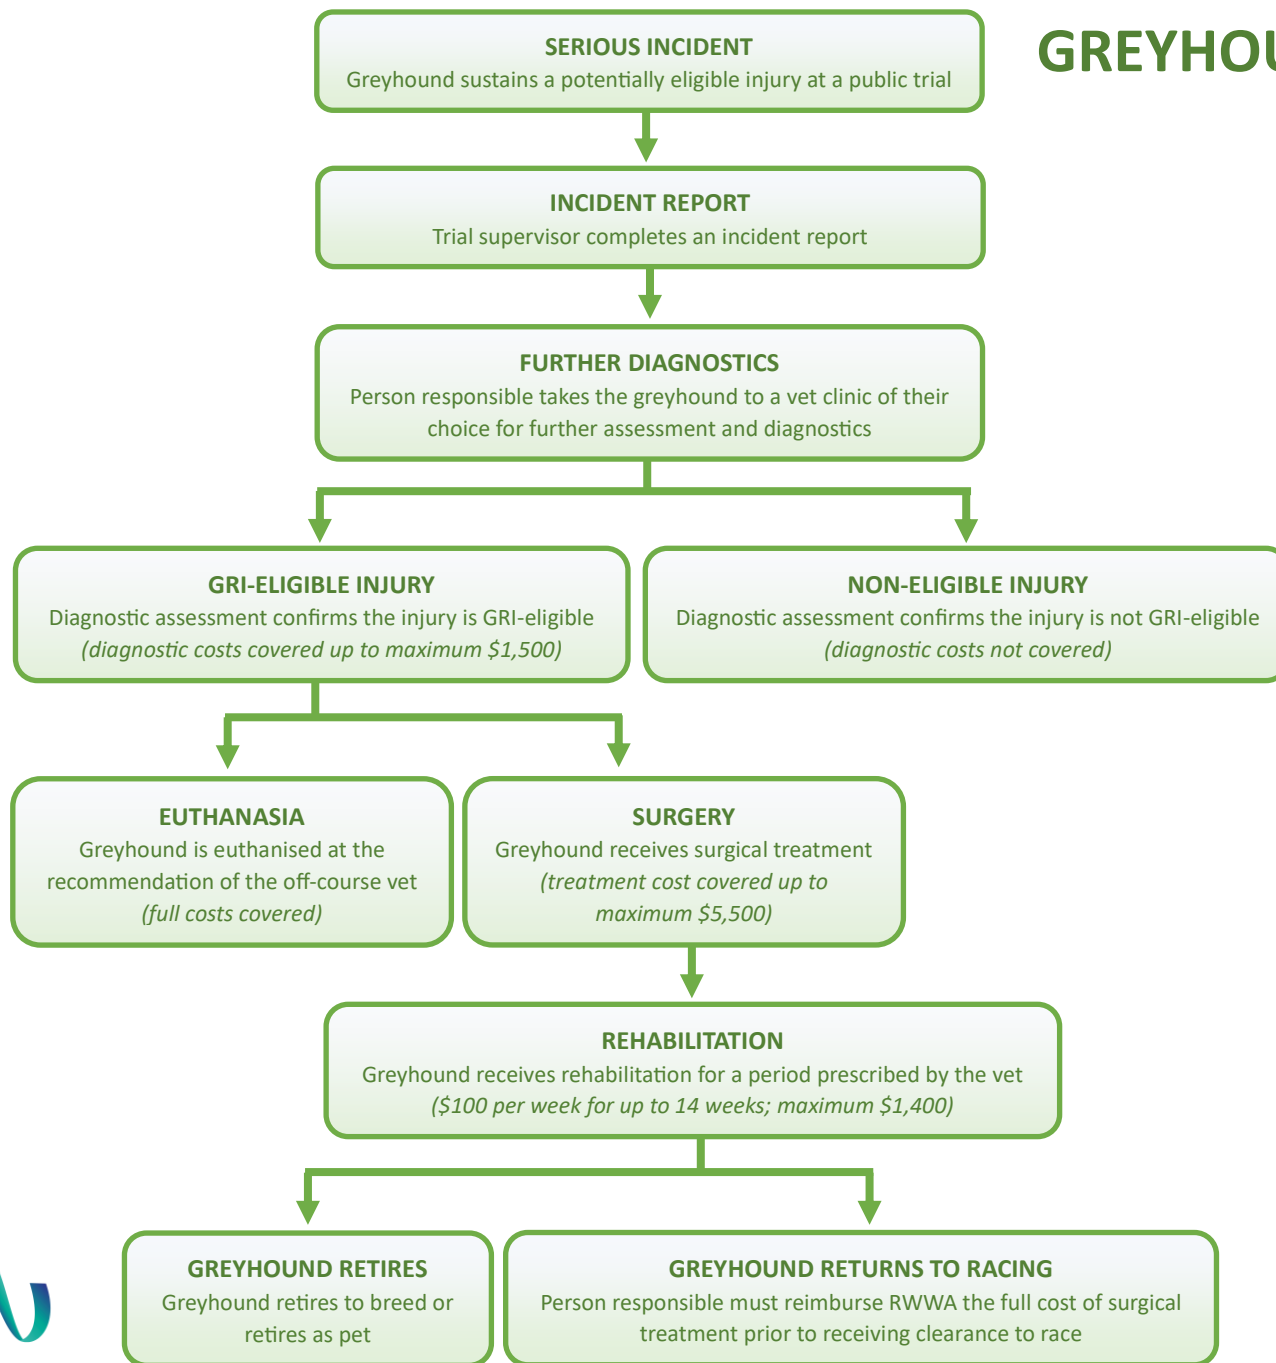 GREYHOU
SERIOUS INCIDENT
Greyhound sustains a potentially eligible injury at a public trial
INCIDENT REPORT
Trial supervisor completes an incident report
FURTHER DIAGNOSTICS
Person responsible takes the greyhound to a vet clinic of their
choice for further assessment and diagnostics
GRI-ELIGIBLE INJURY
Diagnostic assessment confirms the injury is GRI-eligible
(diagnostic costs covered up to maximum $1,500)
NON-ELIGIBLE INJURY
Diagnostic assessment confirms the injury is not GRI-eligible
(diagnostic costs not covered)
EUTHANASIA
Greyhound is euthanised at the
recommendation of the off-course vet
(full costs covered)
SURGERY
Greyhound receives surgical treatment
(treatment cost covered up to
maximum $5,500)
REHABILITATION
Greyhound receives rehabilitation for a period prescribed by the vet
($100 per week for up to 14 weeks; maximum $1,400)
GREYHOUND RETIRES
Greyhound retires to breed or
retires as pet
GREYHOUND RETURNS TO RACING
Person responsible must reimburse RWWA the full cost of surgical
treatment prior to receiving clearance to race